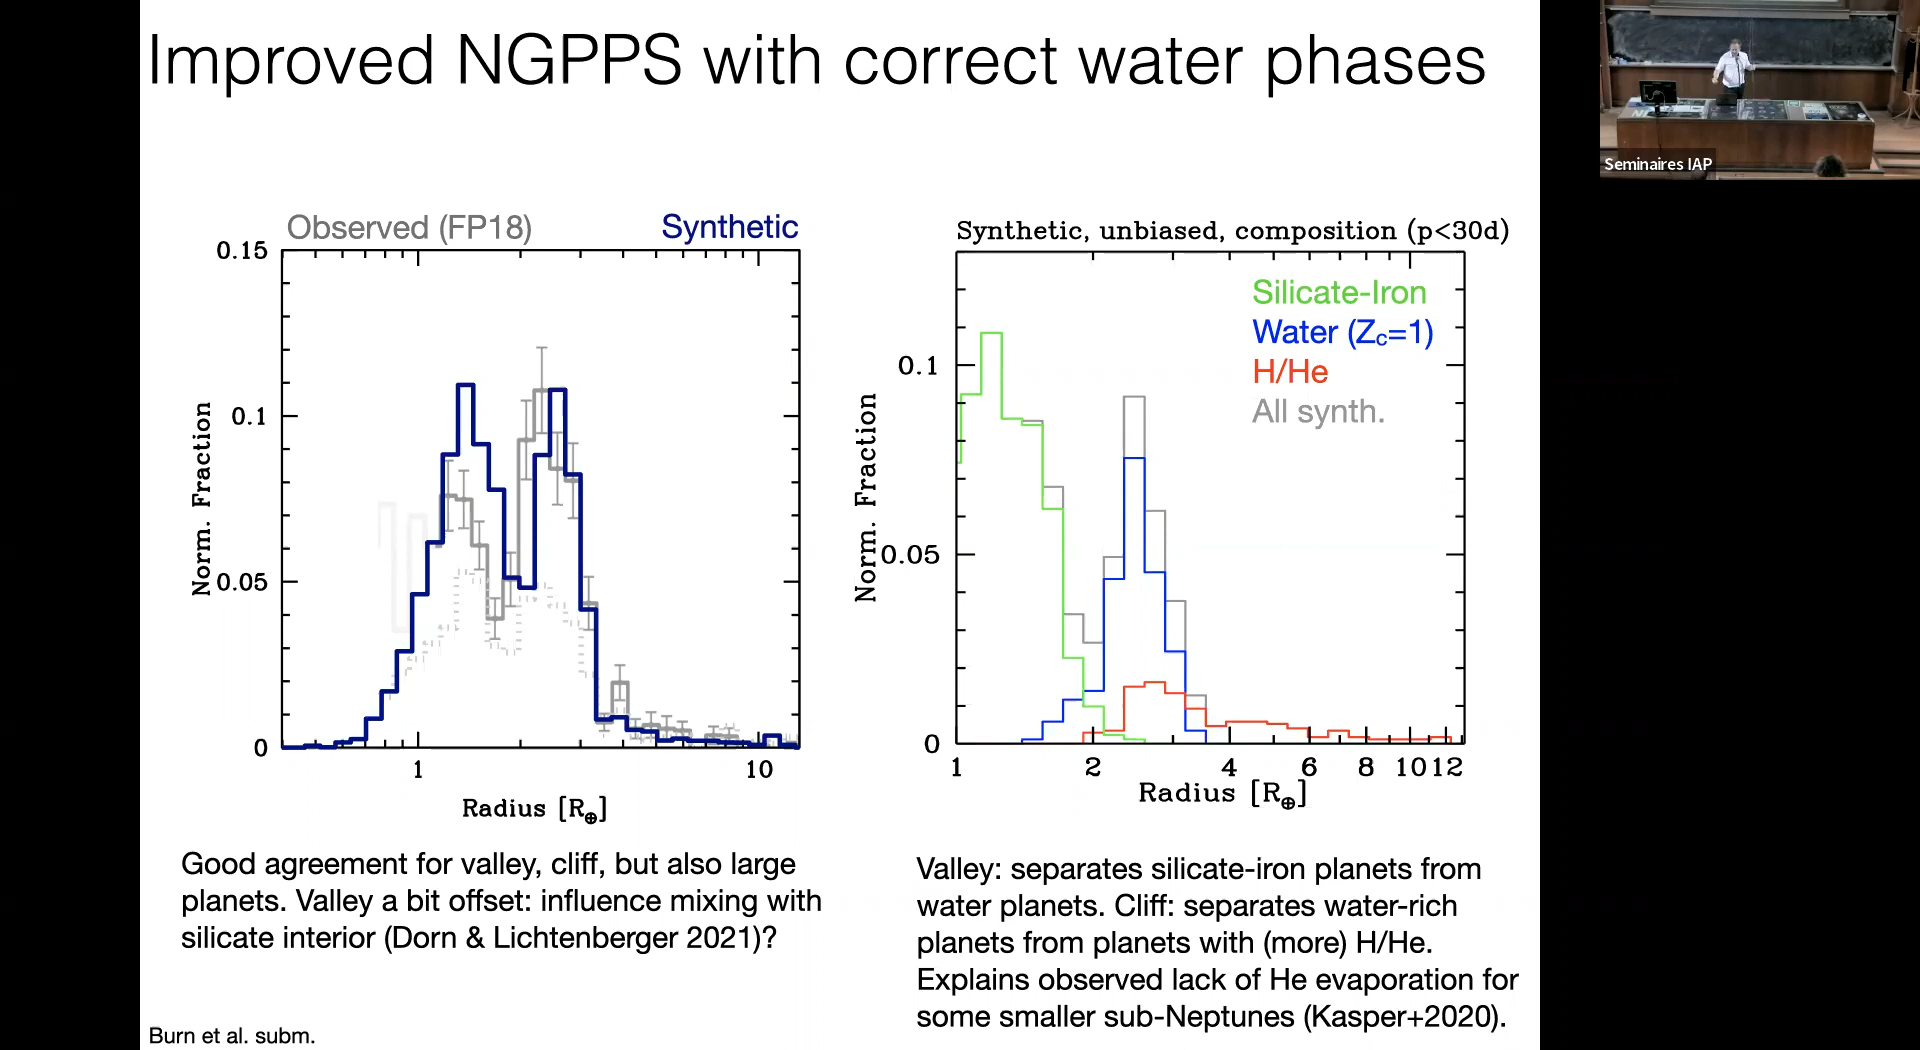 Improved NGPPS with correct water phases
Seminaires IAP
Observed (FP18)
Synthetic
0.15
0.1
0.05
0
Norm. Fraction
1
10
Radius [R⊕]
Synthetic, unbiased, composition (p<30d)
Silicate-Iron
Water (Zc=1)
H/He
All synth.
0.1
0.05
0
Norm. Fraction
1 2 4 6 8 10 12
Radius [R⊕]
Good agreement for valley, cliff, but also large
planets. Valley a bit offset: influence mixing with
silicate interior (Dorn & Lichtenberger 2021)?
Valley: separates silicate-iron planets from
water planets. Cliff: separates water-rich
planets from planets with (more) H/He.
Explains observed lack of He evaporation for
some smaller sub-Neptunes (Kasper+2020).
Burn et al. subm.